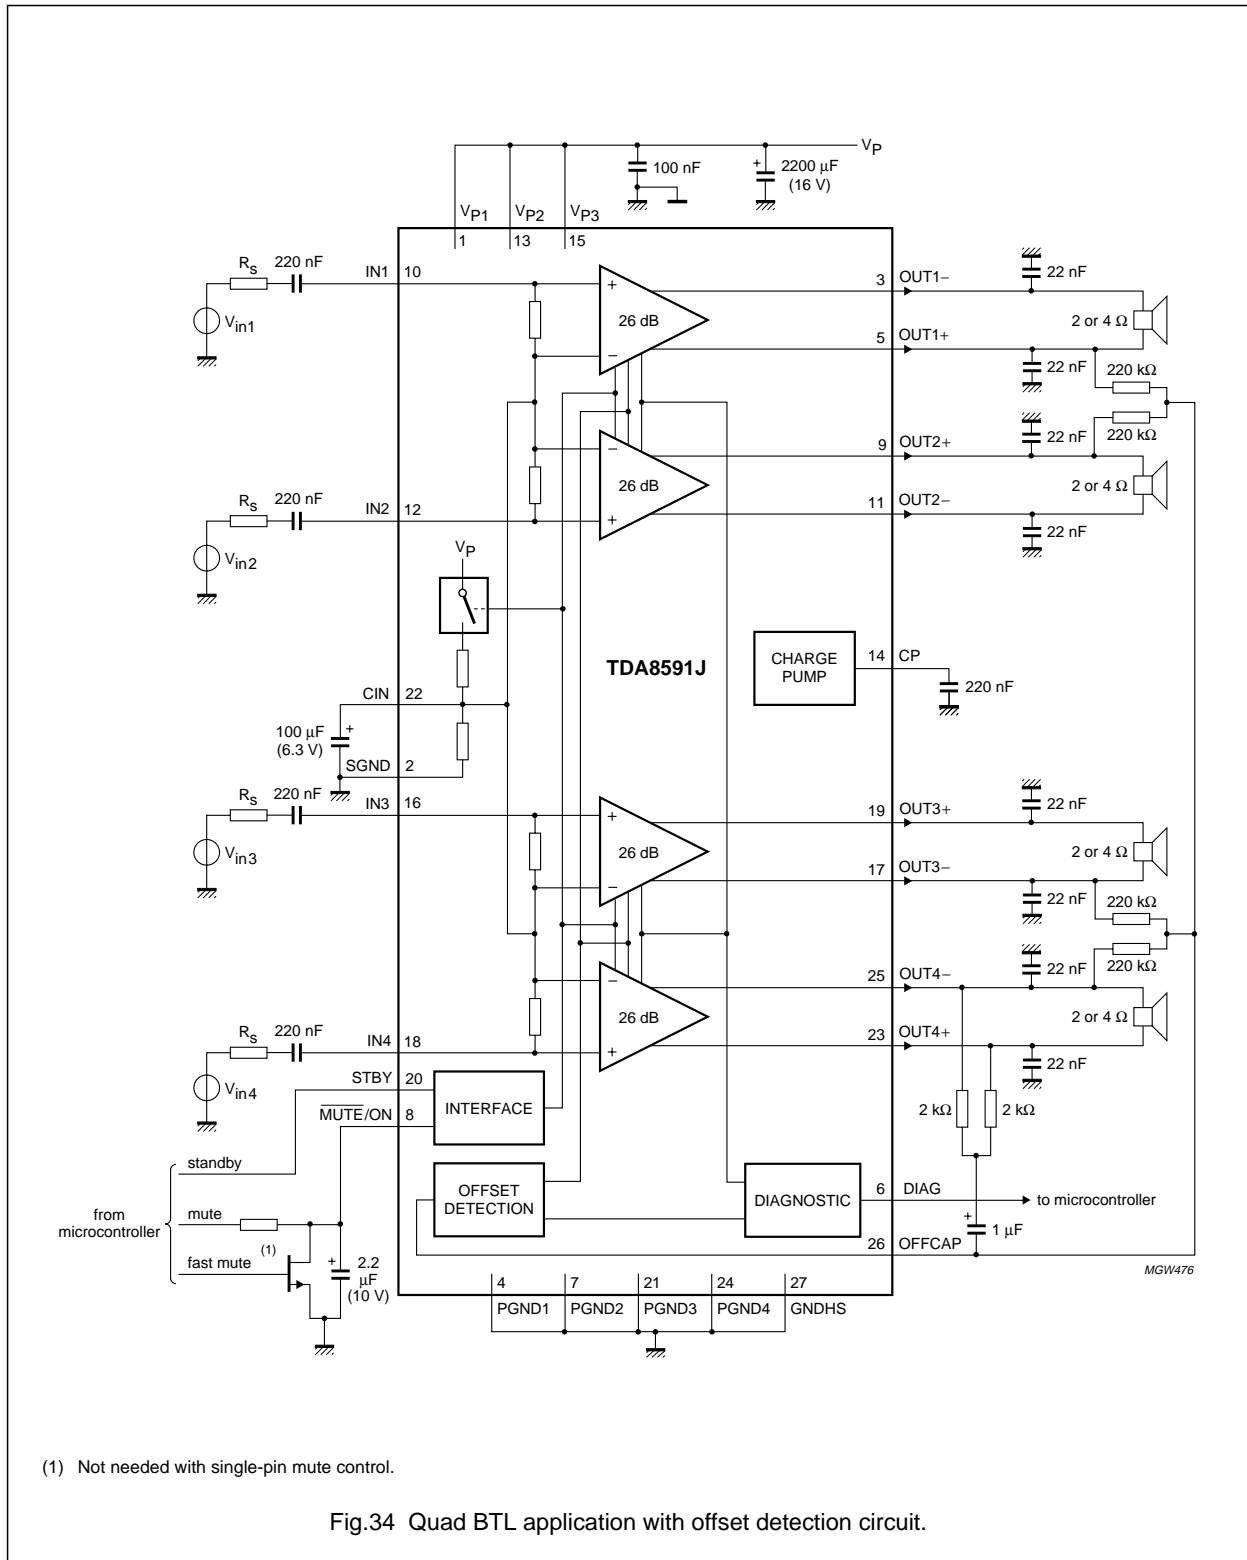 VP
100 nF
+ 2200 μF
(16 V)
VP1 VP2 VP3
1 13 15
RS 220 nF IN1 10
Vin1
+
26 dB
−
3 OUT1−
22 nF
2 or 4 Ω
5 OUT1+
22 nF
220 kΩ
220 kΩ
−
26 dB
+
9 OUT2+
22 nF
2 or 4 Ω
11 OUT2−
22 nF
RS 220 nF IN2 12
Vin2
VP
TDA8591J
CHARGE
PUMP
14 CP
220 nF
CIN 22
100 μF +
(6.3 V)
SGND 2
RS 220 nF IN3 16
Vin3
+
26 dB
−
19 OUT3+
22 nF
2 or 4 Ω
17 OUT3−
22 nF
220 kΩ
220 kΩ
−
26 dB
+
25 OUT4−
22 nF
2 or 4 Ω
23 OUT4+
22 nF
RS 220 nF IN4 18
Vin4
STBY 20
MUTE/ON 8
INTERFACE
2 kΩ 2 kΩ
standby
from
microcontroller
mute
fast mute
(1)
+ 2.2
μF
(10 V)
OFFSET
DETECTION
DIAGNOSTIC
6 DIAG
to microcontroller
+
1 μF
26 OFFCAP
MGW476
4 7 21 24 27
PGND1 PGND2 PGND3 PGND4 GNDHS
(1) Not needed with single-pin mute control.
Fig.34 Quad BTL application with offset detection circuit.